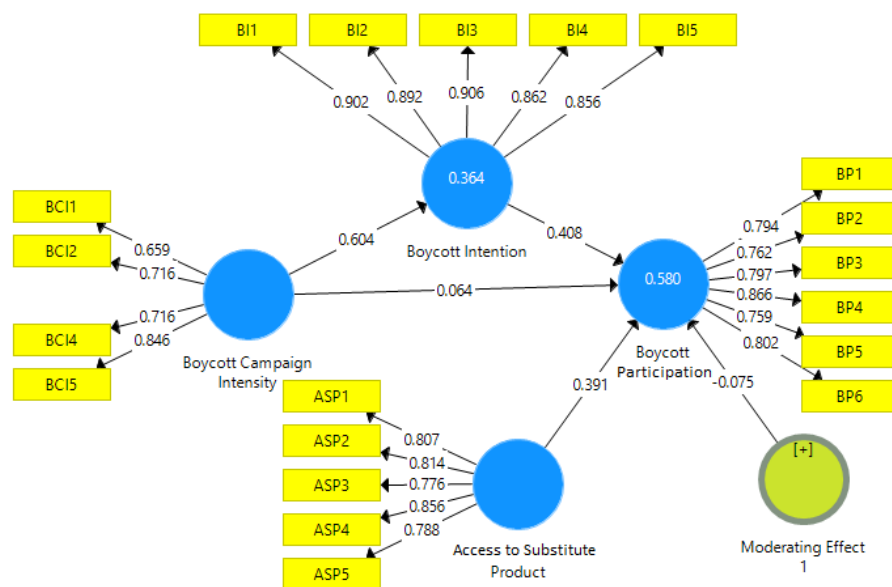 BI1
BI2
BI3
BI4
BI5
0.902
0.892
0.906
0.862
0.856
0.364
Boycott Intention
BCI1
BCI2
BCI4
BCI5
0.659
0.716
0.716
0.846
Boycott Campaign
Intensity
0.604
0.408
0.064
0.580
Boycott
Participation
BP1
BP2
BP3
BP4
BP5
BP6
0.794
0.762
0.797
0.866
0.759
0.802
ASP1
ASP2
ASP3
ASP4
ASP5
0.807
0.814
0.776
0.856
0.788
Access to Substitute
Product
0.391
-0.075
[+]
Moderating Effect
1